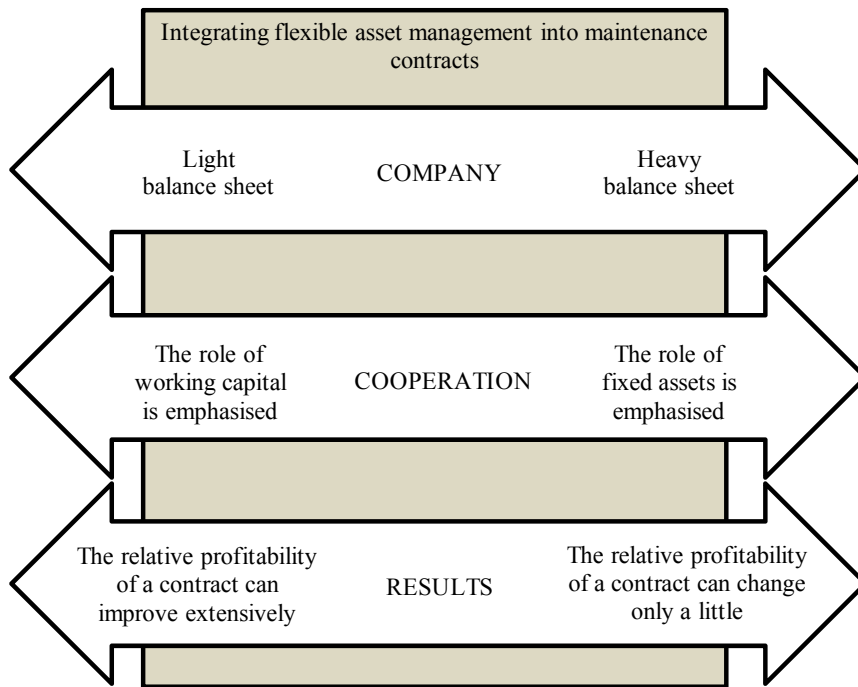 Integrating flexible asset management into maintenance
contracts
Light
balance sheet
COMPANY
Heavy
balance sheet
The role of
working capital
is emphasised
COOPERATION
The role of
fixed assets is
emphasised
The relative profitability
of a contract can
improve extensively
RESULTS
The relative profitability
of a contract can change
only a little